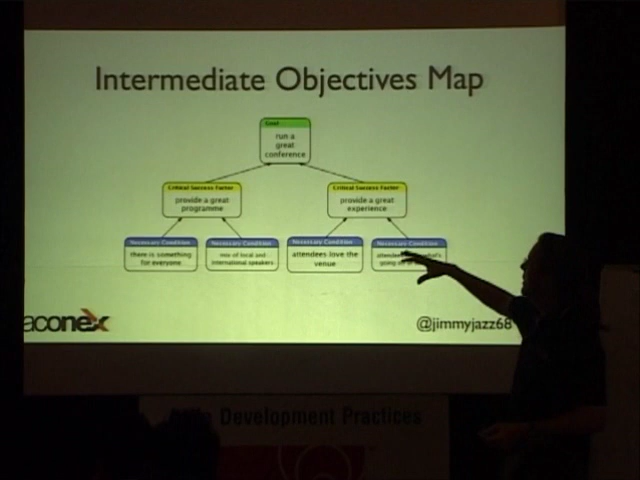 Intermediate Objectives Map
Goal
run a
great
conference
Critical Success Factor
provide a great
programme
Critical Success Factor
provide a great
experience
Necessary Condition
there is something
for everyone
Necessary Condition
mix of local and
international speakers
Necessary Condition
attendees love the
venue
Necessary Condition
going on
aconex
@jimmyjazz68
Development Practices